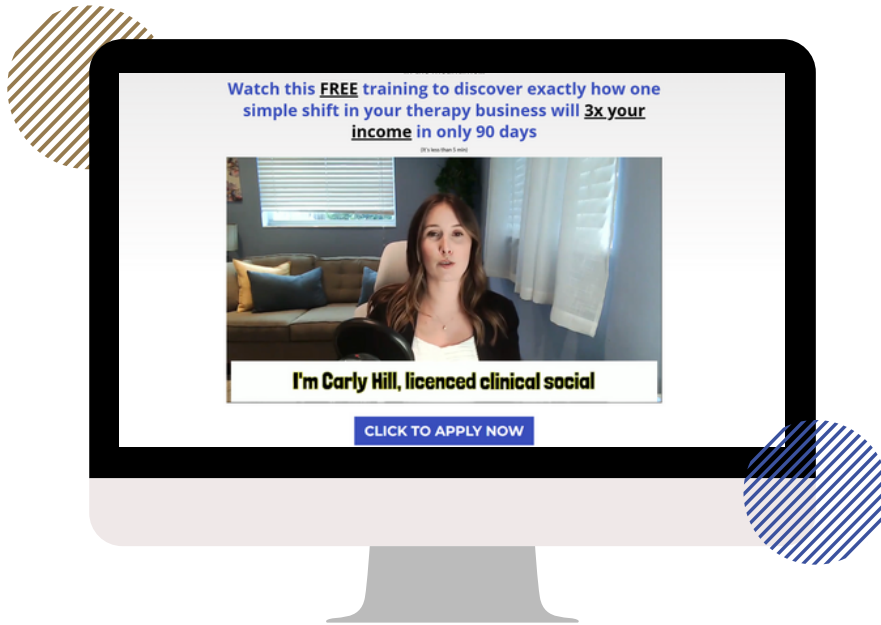 Watch this FREE training to discover exactly how one
simple shift in your therapy business will 3x your
income in only 90 days
(It's less than 5 min)
I'm Carly Hill, licenced clinical social
CLICK TO APPLY NOW